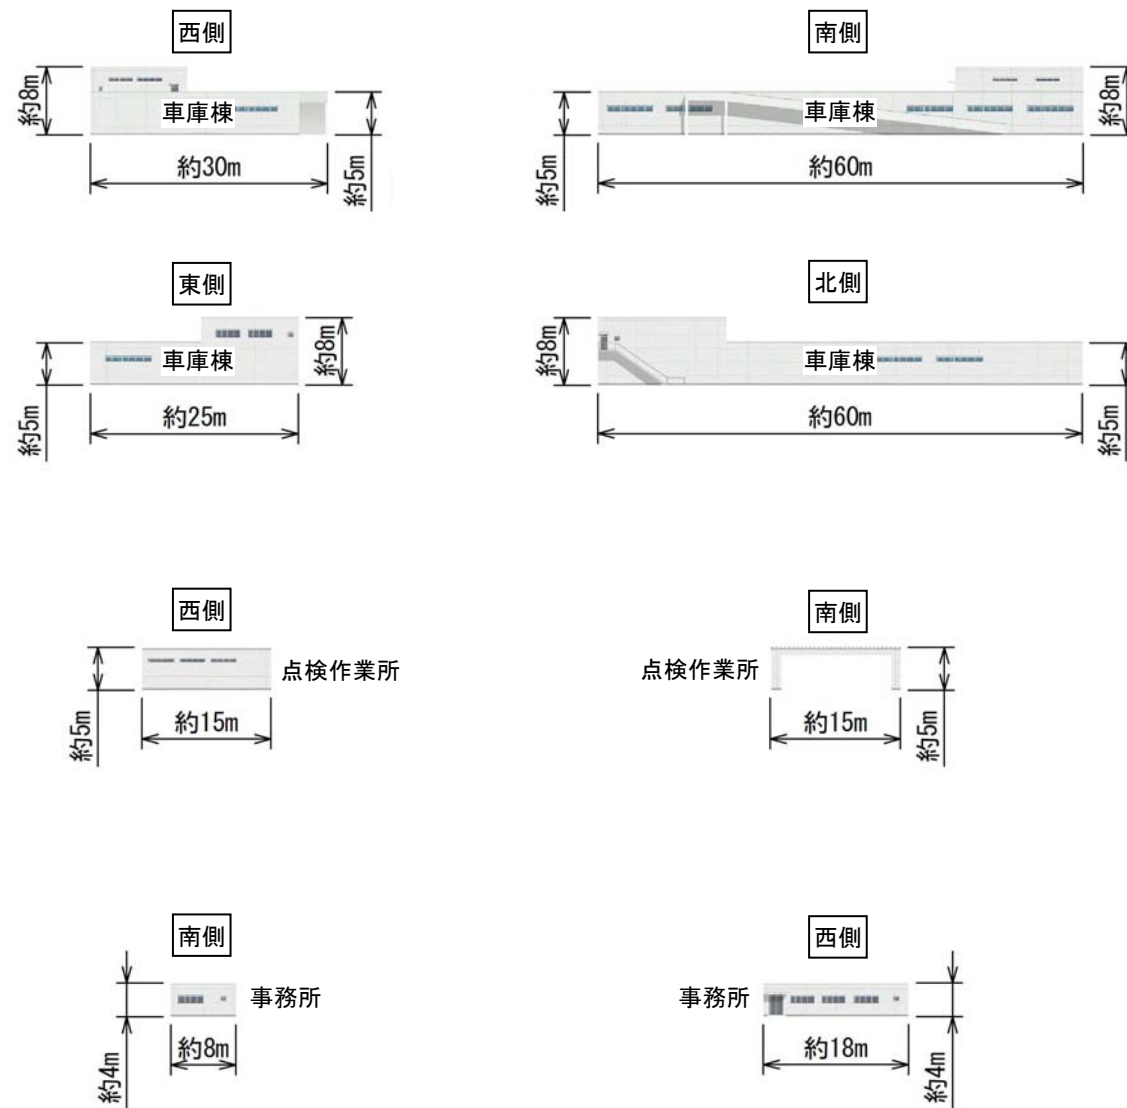 西側
約8m
車庫棟
約30m
約5m
南側
約5m
車庫棟
約60m
約8m
東側
約5m
車庫棟
約25m
約8m
北側
約8m
車庫棟
約60m
約5m
西側
約5m
点検作業所
約15m
南側
点検作業所
約15m
約5m
南側
約4m
事務所
約8m
西側
事務所
約18m
約4m